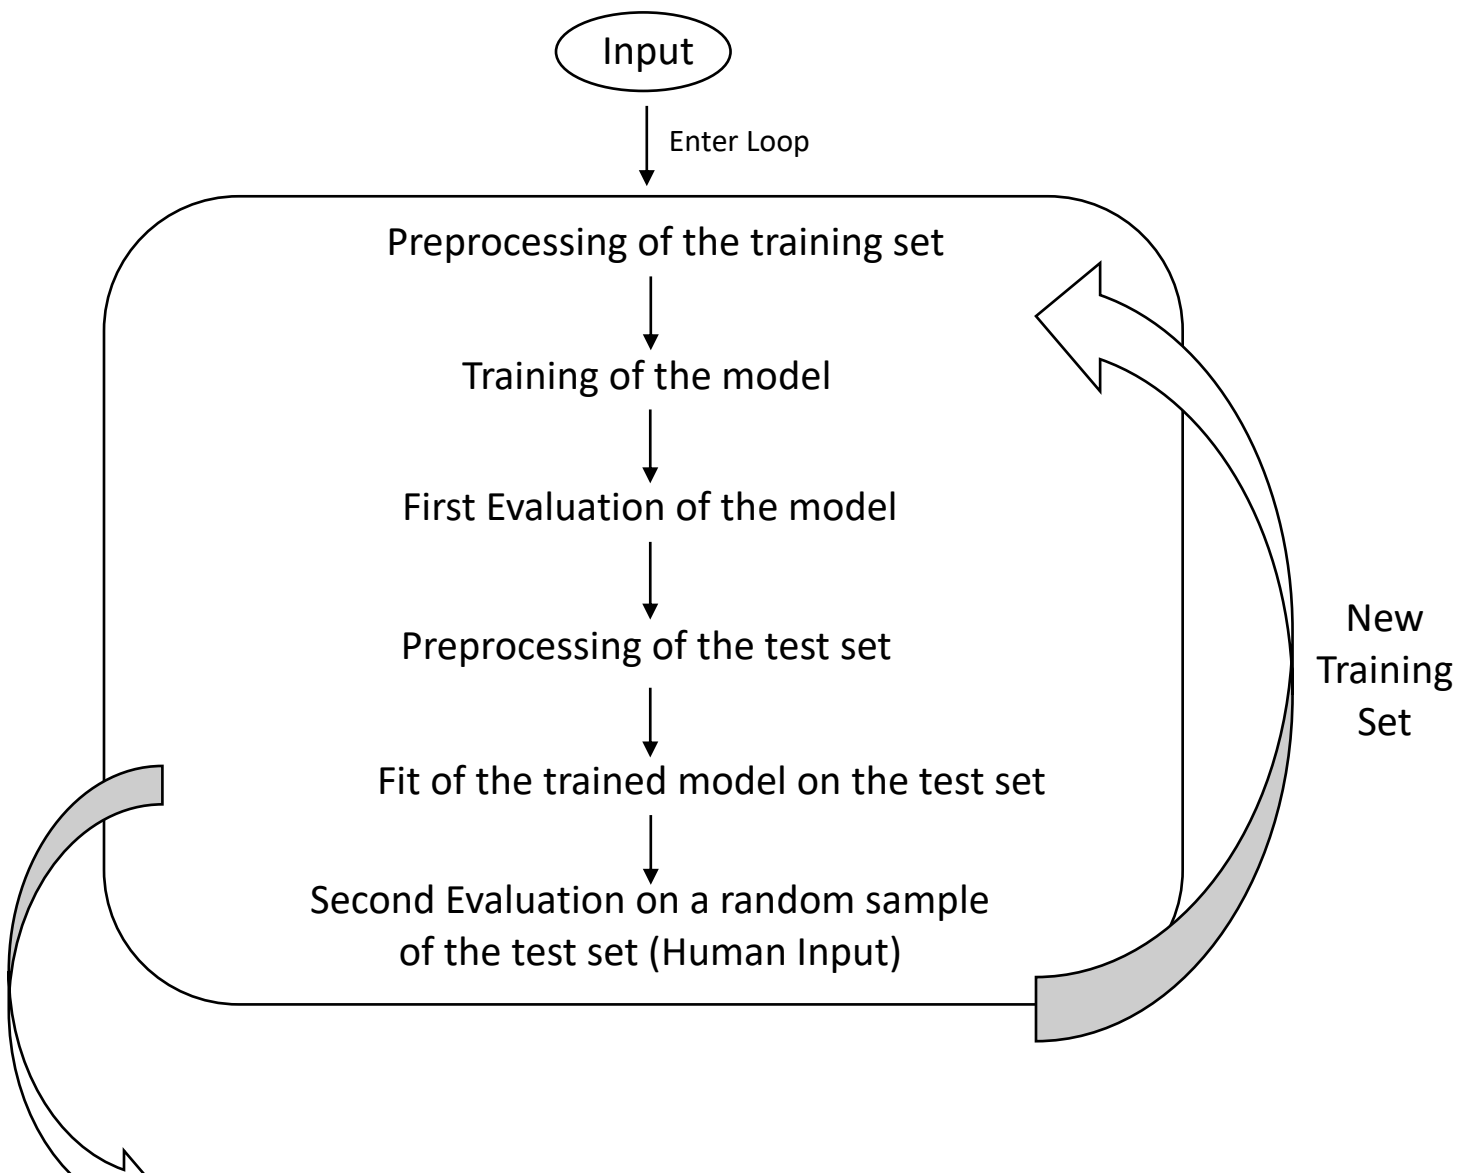 Input
Enter Loop
Preprocessing of the training set
Training of the model
First Evaluation of the model
Preprocessing of the test set
Fit of the trained model on the test set
Second Evaluation on a random sample
of the test set (Human Input)
New
Training
Set